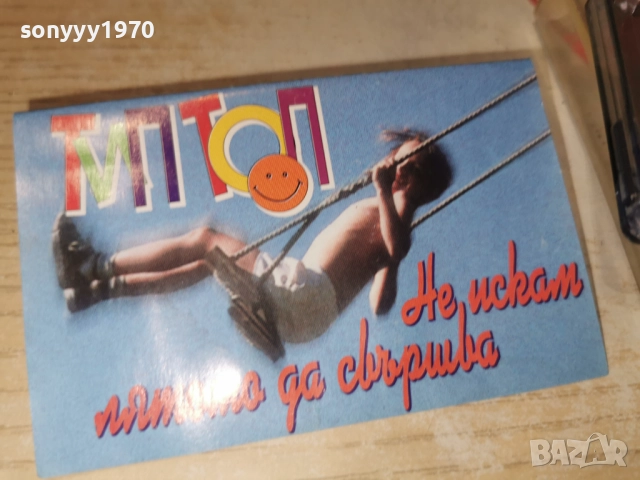 sonyyy1970
ТИП ТОП
Не искам
лятото да свършва
BAZAR